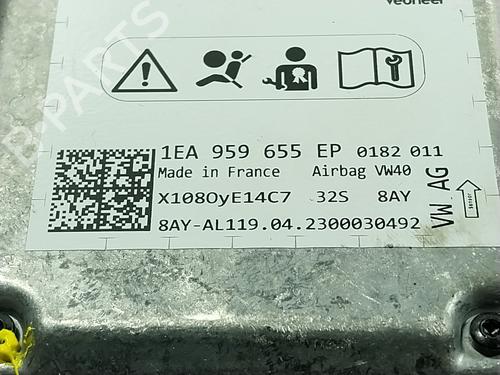 veoneer
B-PARTS
1EA 959 655 EP 0182 011
Made in France Airbag VW40
X108OyE14C7 32S 8AY
8AY-AL119.04.2300030492
VW AG